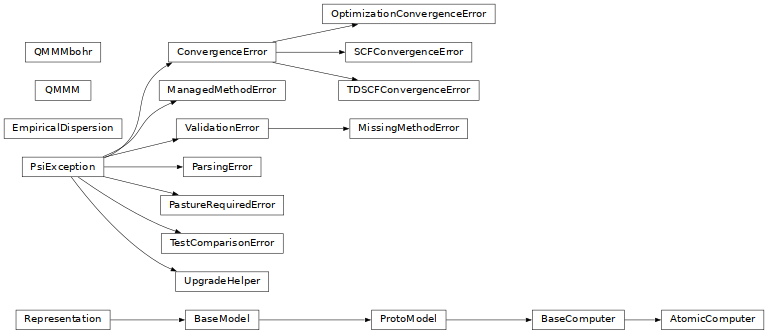 OptimizationConvergenceError
QMMMbohr
ConvergenceError
SCFConvergenceError
QMMM
ManagedMethodError
TDSCFConvergenceError
EmpiricalDispersion
ValidationError
MissingMethodError
PsiException
ParsingError
PastureRequiredError
TestComparisonError
UpgradeHelper
Representation
BaseModel
ProtoModel
BaseComputer
AtomicComputer